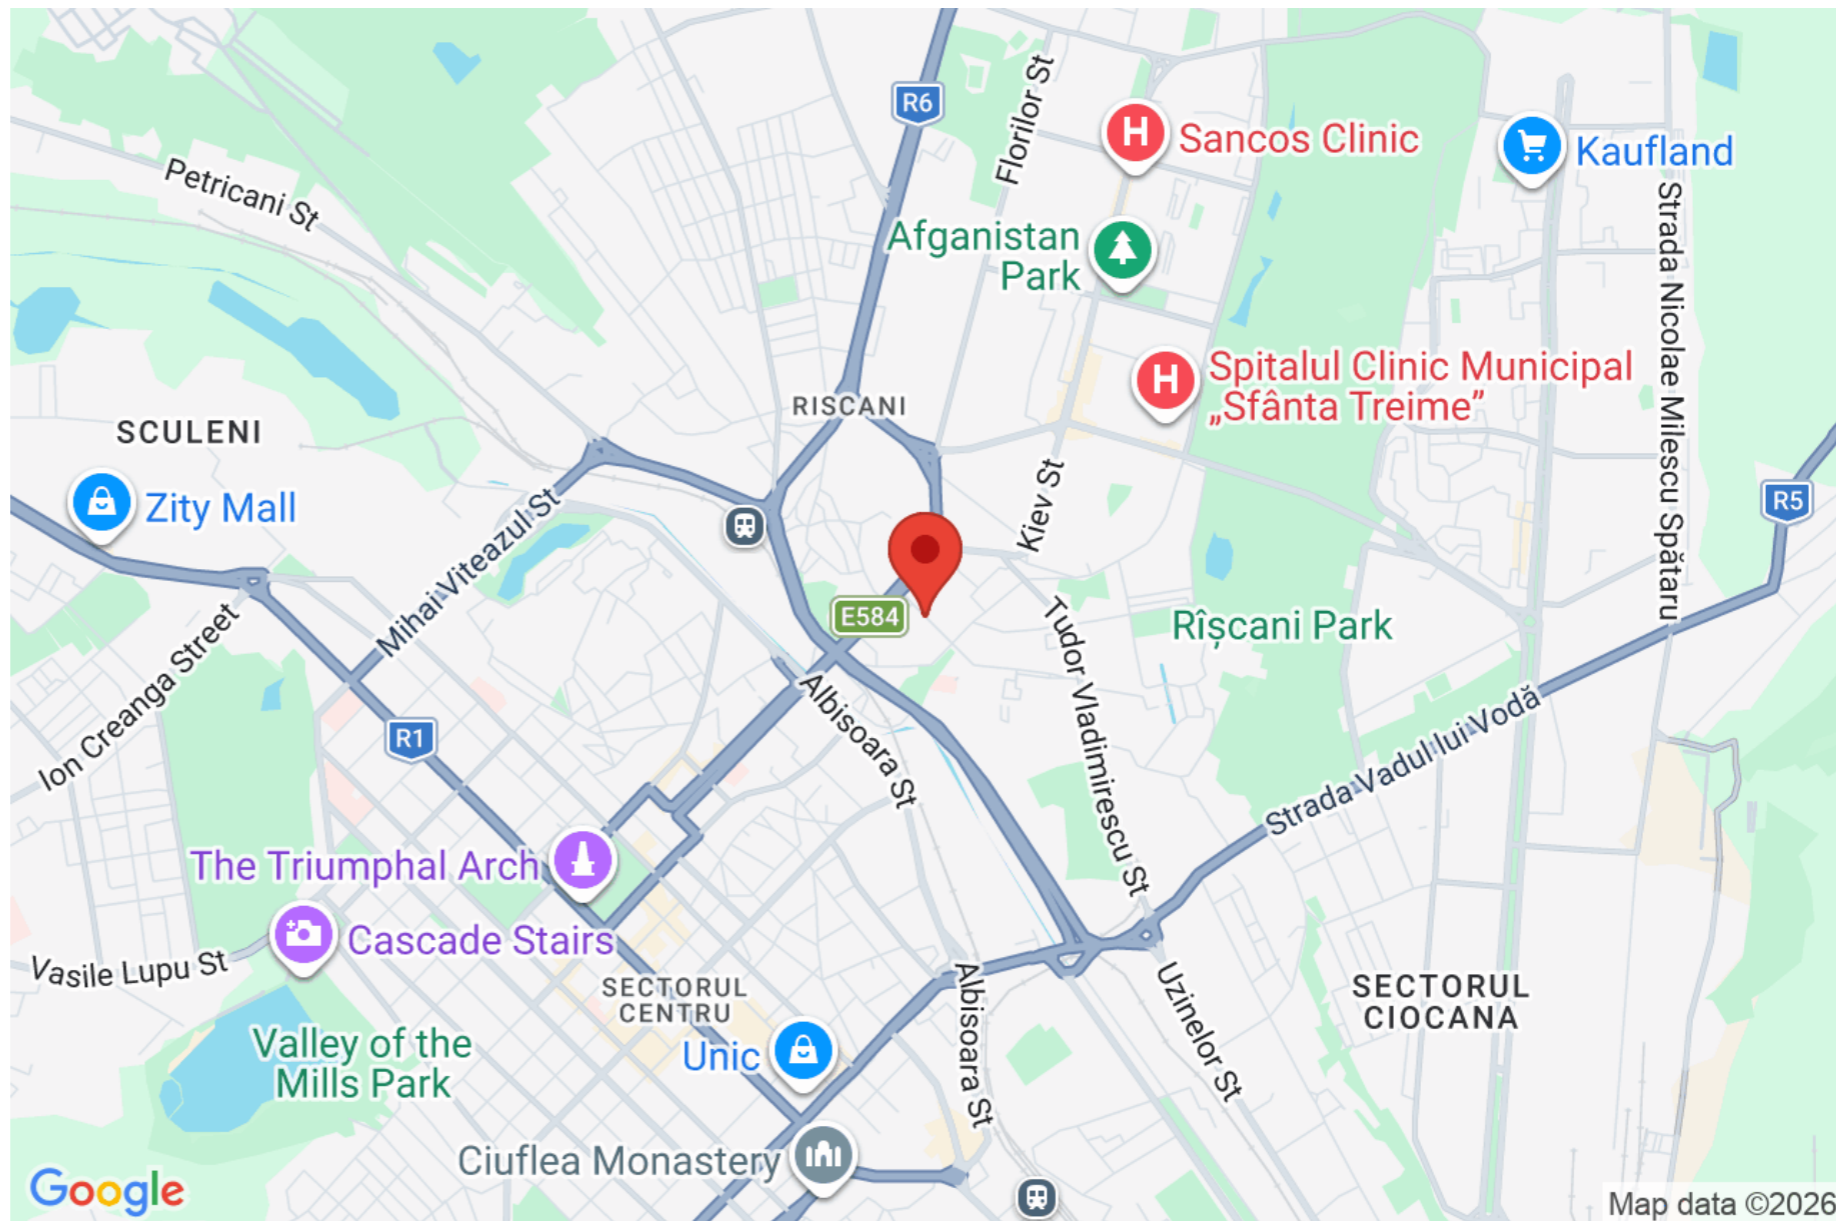 R6
Florilor St
Sancos Clinic
Kaufland
Petricani St
Afganistan
Park
Strada Nicolae Milescu Spătaru
Spitalul Clinic Municipal
„Sfânta Treime”
RISCANI
SCULENI
Zity Mall
Kiev St
R5
Mihai Viteazul St
E584
Tudor Vladimirescu St
Rîșcani Park
Ion Creanga Street
Albisoara St
R1
Strada Vadul lui Vodă
The Triumphal Arch
Cascade Stairs
Vasile Lupu St
SECTORUL
CENTRU
Albisoara St
Uzinelor St
SECTORUL
CIOCANA
Valley of the
Mills Park
Unic
Ciuflea Monastery
Google
Map data ©2026